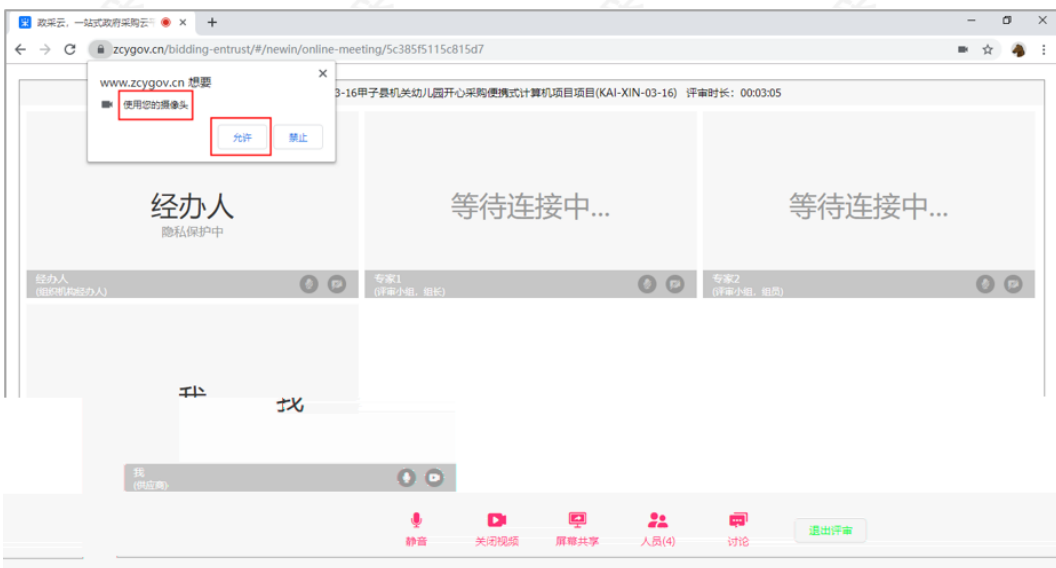 政采云,一站式政府采购云
zcygov.cn/bidding-entrust/#/newin/online-meeting/5c385f5115c815d7
www.zcygov.cn 想要
使用您的摄像头
允许 禁止
3-16甲子县机关幼儿园开心采购便携式计算机项目项目(KAI-XIN-03-16) 评审时长: 00:03:05
经办人
隐私保护中
等待连接中...
等待连接中...
经办人
(组织机构经办人)
专家1
(评审小组, 组长)
专家2
(评审小组, 组员)
我
我
(供应商)
静音 关闭视频 屏幕共享 人员(4) 讨论 退出评审